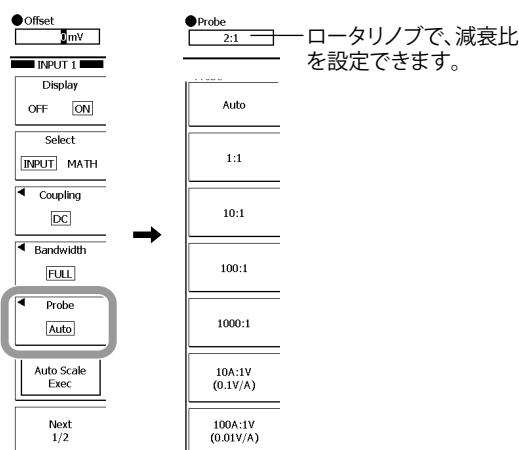 Offset
0mV
INPUT 1
Display
OFF ON
Select
INPUT MATH
Coupling
DC
Bandwidth
FULL
Probe
Auto
Auto Scale
Exec
Next
1/2
Probe
2:1
Auto
1:1
10:1
100:1
1000:1
10A:1V
(0.1V/A)
100A:1V
(0.01V/A)
ロータリノブで、減衰比
を設定できます。